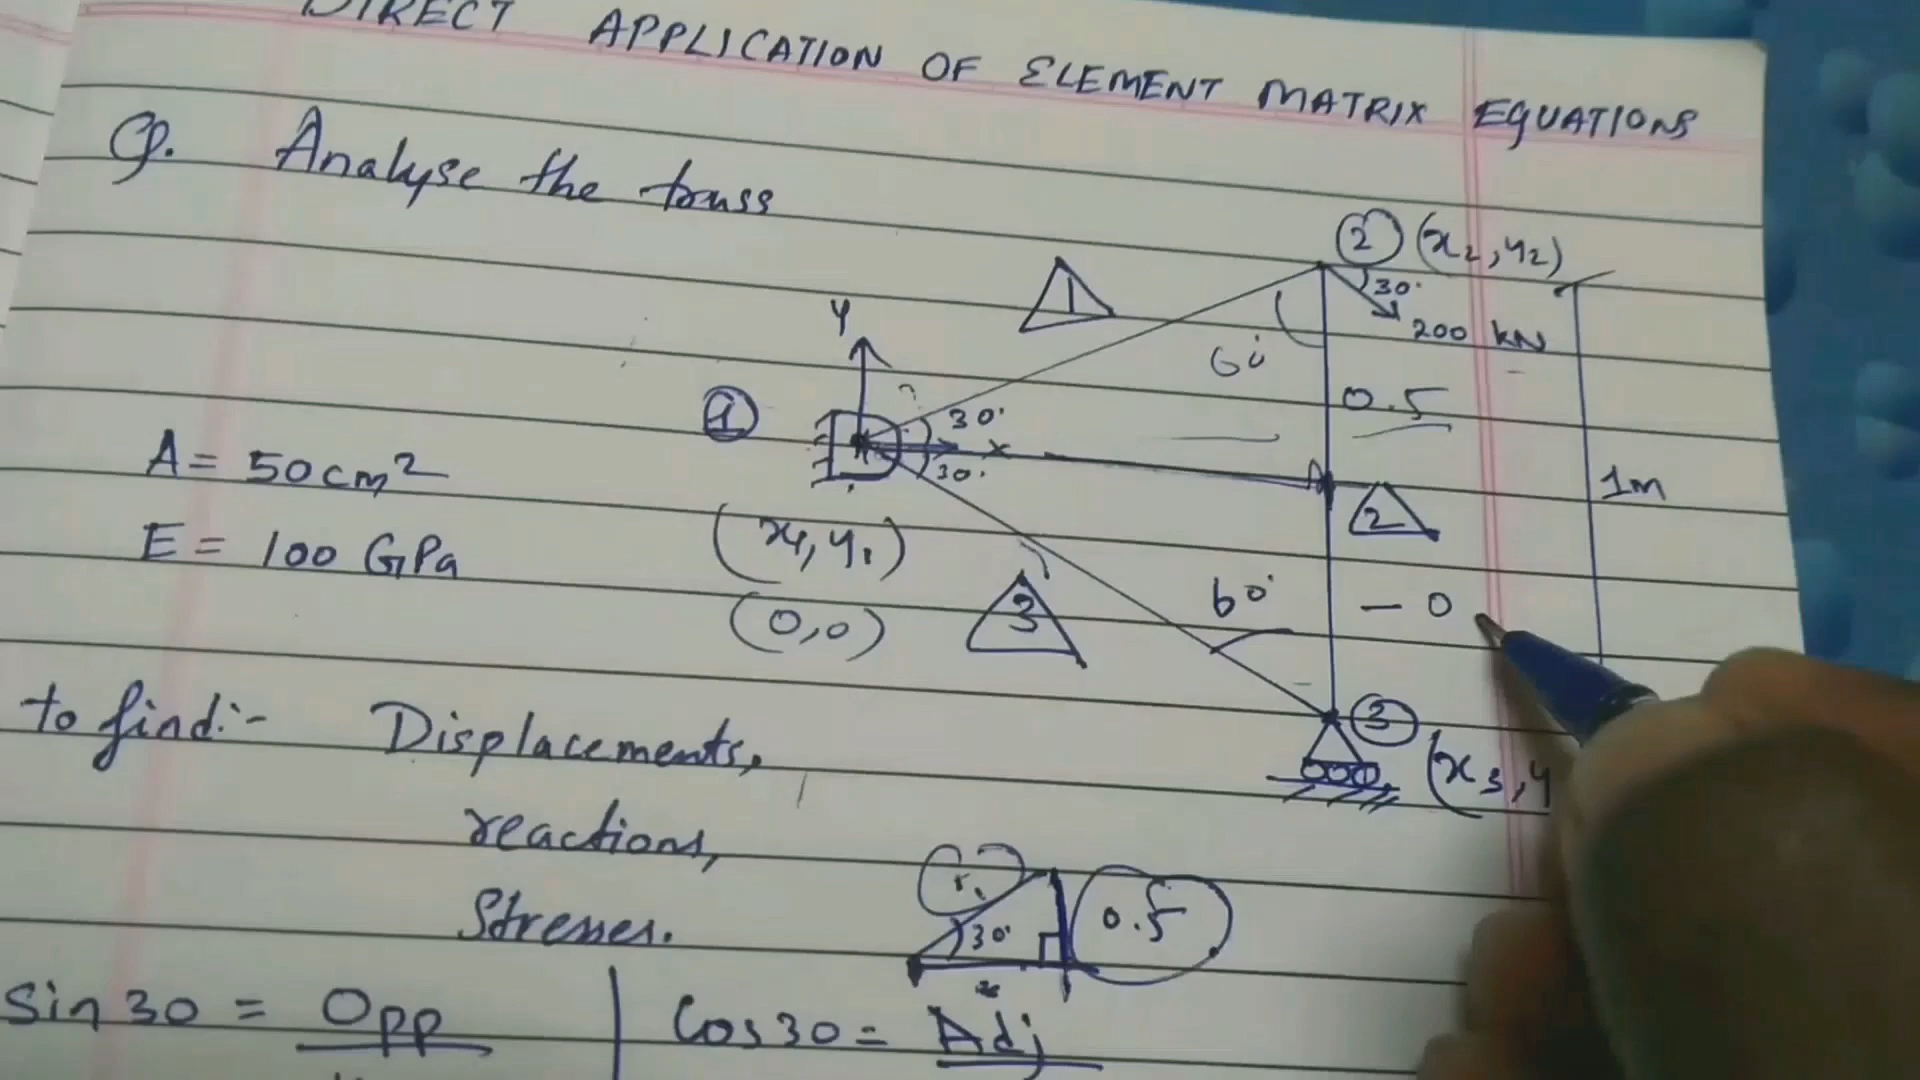 DIRECT APPLICATION OF ELEMENT MATRIX EQUATIONS
Q. Analyse the truss
2 (x2, y2)
30°
200 kN
1
60°
Y
1
30°
x
30°
0.5
1m
A = 50 cm²
E = 100 GPa
2
(x1, y1)
(0,0)
3
60°
- 0
3
(x3, y
to find:- Displacements,
reactions,
Stresses.
r1
30°
0.5
x
Sin 30 = Opp
Cos 30 = Adj